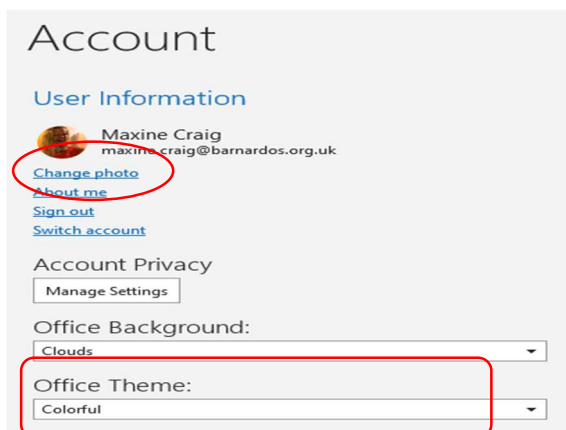 Account
User Information
Maxine Craig
maxine.craig@barnardos.org.uk
Change photo
About me
Sign out
Switch account
Account Privacy
Manage Settings
Office Background:
Clouds
Office Theme:
Colorful